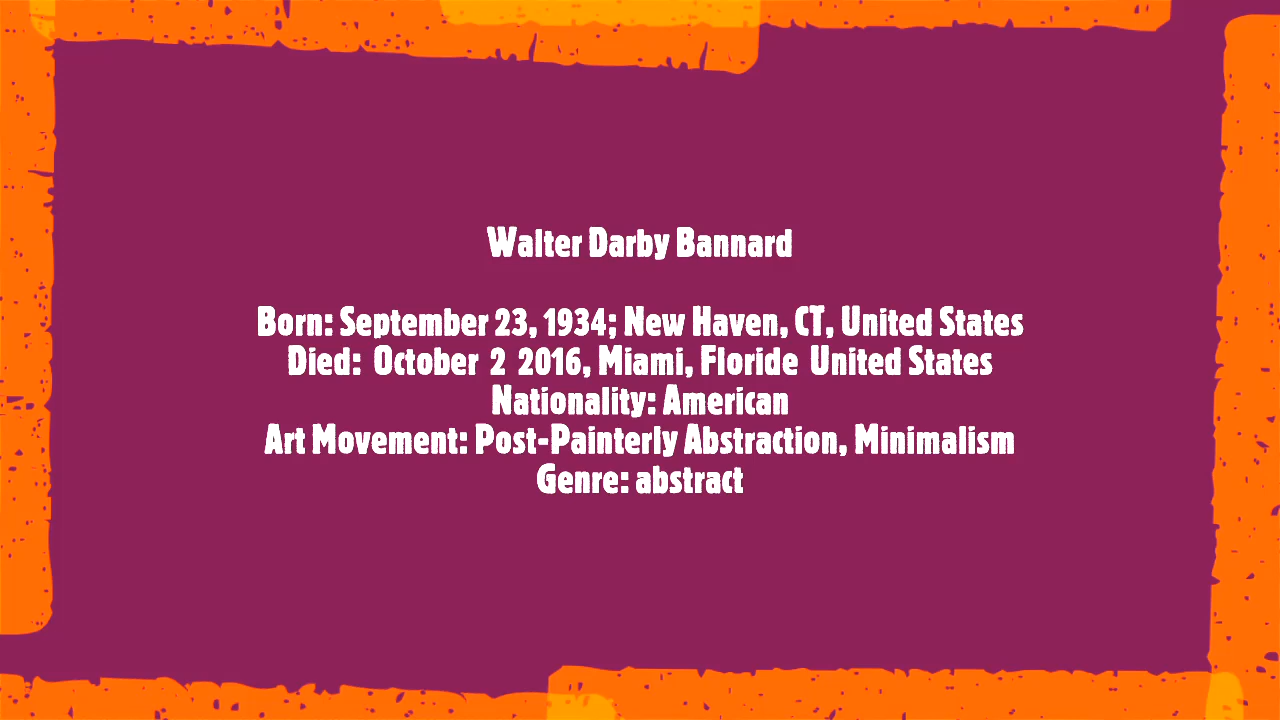 Walter Darby Bannard
Born: September 23, 1934; New Haven, CT, United States
Died: October 2 2016, Miami, Floride United States
Nationality: American
Art Movement: Post-Painterly Abstraction, Minimalism
Genre: abstract